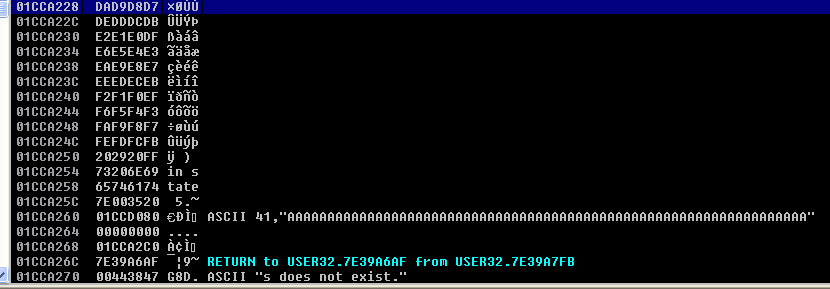 01CCA228 DAD9D8D7 ×ØÙÚ
01CCA22C DEDDDCDB ÛÜÝÞ
01CCA230 E2E1E0DF ßàáâ
01CCA234 E6E5E4E3 ãäåæ
01CCA238 EAE9E8E7 çèéê
01CCA23C EEEDECEB ëìíî
01CCA240 F2F1F0EF ïðñò
01CCA244 F6F5F4F3 óôõö
01CCA248 FAF9F8F7 ÷øùú
01CCA24C FEFDFCFB ûüýþ
01CCA250 202920FF ÿ )
01CCA254 73206E69 in s
01CCA258 65746174 tate
01CCA25C 7E003520 5.~
01CCA260 01CCD080 €ÐÌ▯ ASCII 41,"AAAAAAAAAAAAAAAAAAAAAAAAAAAAAAAAAAAAAAAAAAAAAAAAAAAAAAAAAAAAAAAAA"
01CCA264 00000000 ....
01CCA268 01CCA2C0 À¢Ì▯
01CCA26C 7E39A6AF ¯¦9~ RETURN to USER32.7E39A6AF from USER32.7E39A7FB
01CCA270 00443847 G8D. ASCII "s does not exist."